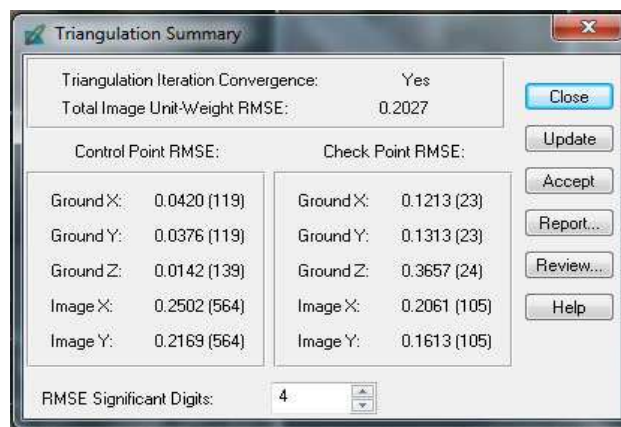 Triangulation Summary
Triangulation Iteration Convergence: Yes
Total Image Unit-Weight RMSE: 0.2027
Control Point RMSE: Check Point RMSE:
Ground X: 0.0420 (119) Ground X: 0.1213 (23)
Ground Y: 0.0376 (119) Ground Y: 0.1313 (23)
Ground Z: 0.0142 (139) Ground Z: 0.3657 (24)
Image X: 0.2502 (564) Image X: 0.2061 (105)
Image Y: 0.2169 (564) Image Y: 0.1613 (105)
RMSE Significant Digits: 4
Close
Update
Accept
Report...
Review...
Help